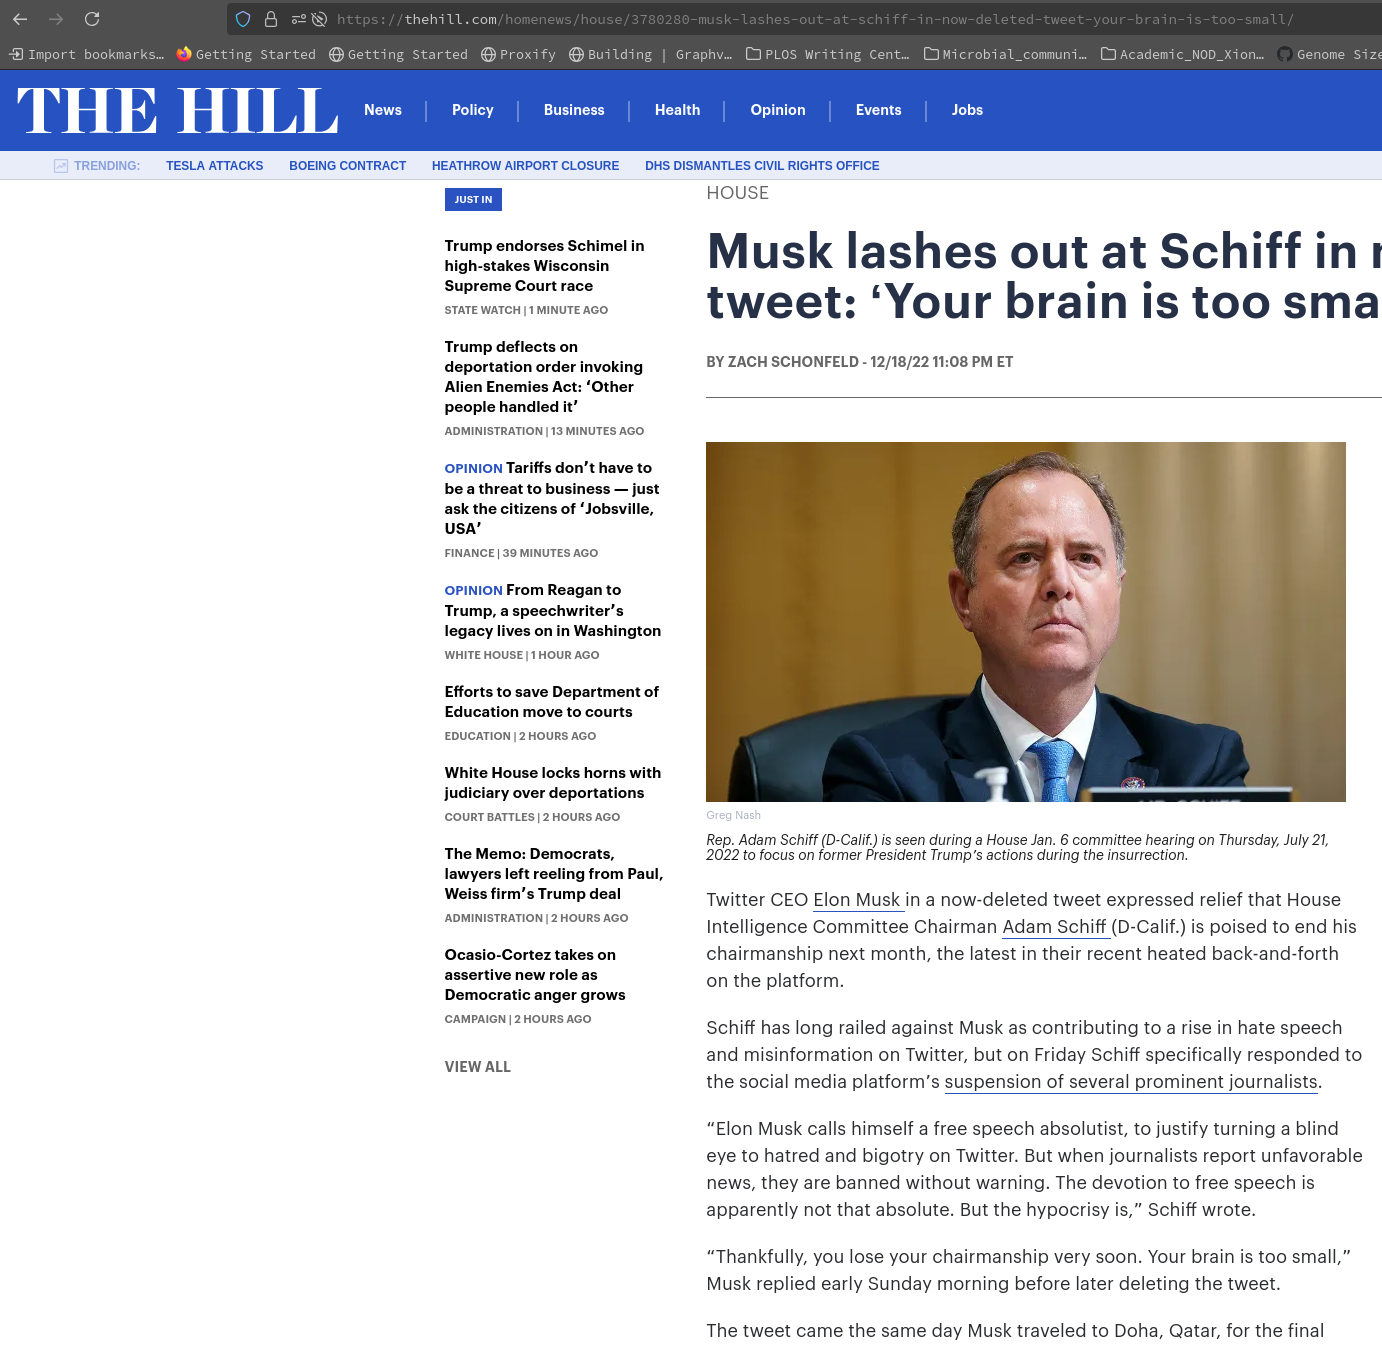 https://thehill.com/homenews/house/3780280-musk-lashes-out-at-schiff-in-now-deleted-tweet-your-brain-is-too-small/
Import bookmarks… Getting Started Getting Started Proxify Building | Graphv… PLOS Writing Cent… Microbial_communi… Academic_NOD_Xion… Genome Size
THE HILL News Policy Business Health Opinion Events Jobs
TRENDING: TESLA ATTACKS BOEING CONTRACT HEATHROW AIRPORT CLOSURE DHS DISMANTLES CIVIL RIGHTS OFFICE
JUST IN
Trump endorses Schimel in
high-stakes Wisconsin
Supreme Court race
STATE WATCH | 1 MINUTE AGO
Trump deflects on
deportation order invoking
Alien Enemies Act: ‘Other
people handled it’
ADMINISTRATION | 13 MINUTES AGO
OPINION Tariffs don’t have to
be a threat to business — just
ask the citizens of ‘Jobsville,
USA’
FINANCE | 39 MINUTES AGO
OPINION From Reagan to
Trump, a speechwriter’s
legacy lives on in Washington
WHITE HOUSE | 1 HOUR AGO
Efforts to save Department of
Education move to courts
EDUCATION | 2 HOURS AGO
White House locks horns with
judiciary over deportations
COURT BATTLES | 2 HOURS AGO
The Memo: Democrats,
lawyers left reeling from Paul,
Weiss firm’s Trump deal
ADMINISTRATION | 2 HOURS AGO
Ocasio-Cortez takes on
assertive new role as
Democratic anger grows
CAMPAIGN | 2 HOURS AGO
VIEW ALL
HOUSE
Musk lashes out at Schiff in
tweet: ‘Your brain is too sma
BY ZACH SCHONFELD - 12/18/22 11:08 PM ET
Greg Nash
Rep. Adam Schiff (D-Calif.) is seen during a House Jan. 6 committee hearing on Thursday, July 21,
2022 to focus on former President Trump’s actions during the insurrection.
Twitter CEO Elon Musk in a now-deleted tweet expressed relief that House
Intelligence Committee Chairman Adam Schiff (D-Calif.) is poised to end his
chairmanship next month, the latest in their recent heated back-and-forth
on the platform.
Schiff has long railed against Musk as contributing to a rise in hate speech
and misinformation on Twitter, but on Friday Schiff specifically responded to
the social media platform’s suspension of several prominent journalists.
“Elon Musk calls himself a free speech absolutist, to justify turning a blind
eye to hatred and bigotry on Twitter. But when journalists report unfavorable
news, they are banned without warning. The devotion to free speech is
apparently not that absolute. But the hypocrisy is,” Schiff wrote.
“Thankfully, you lose your chairmanship very soon. Your brain is too small,”
Musk replied early Sunday morning before later deleting the tweet.
The tweet came the same day Musk traveled to Doha, Qatar, for the final